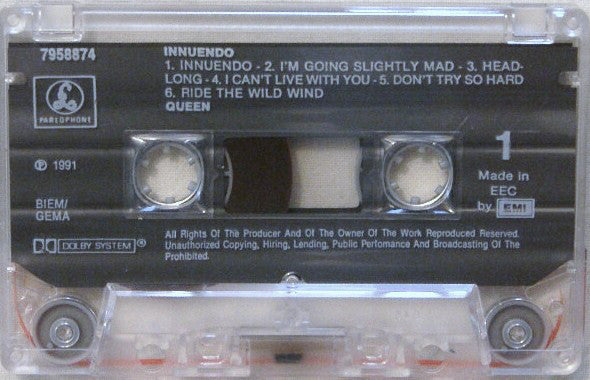 7958874
INNUENDO
1. INNUENDO - 2. I'M GOING SLIGHTLY MAD - 3. HEAD-
LONG - 4. I CAN'T LIVE WITH YOU - 5. DON'T TRY SO HARD
6. RIDE THE WILD WIND
QUEEN
PARLOPHONE
℗ 1991
1
Made in
EEC
by EMI
BIEM/
GEMA
DOLBY SYSTEM ®
All Rights Of The Producer And Of The Owner Of The Work Reproduced Reserved.
Unauthorized Copying, Hiring, Lending, Public Perfomance And Broadcasting Of The
Prohibited.